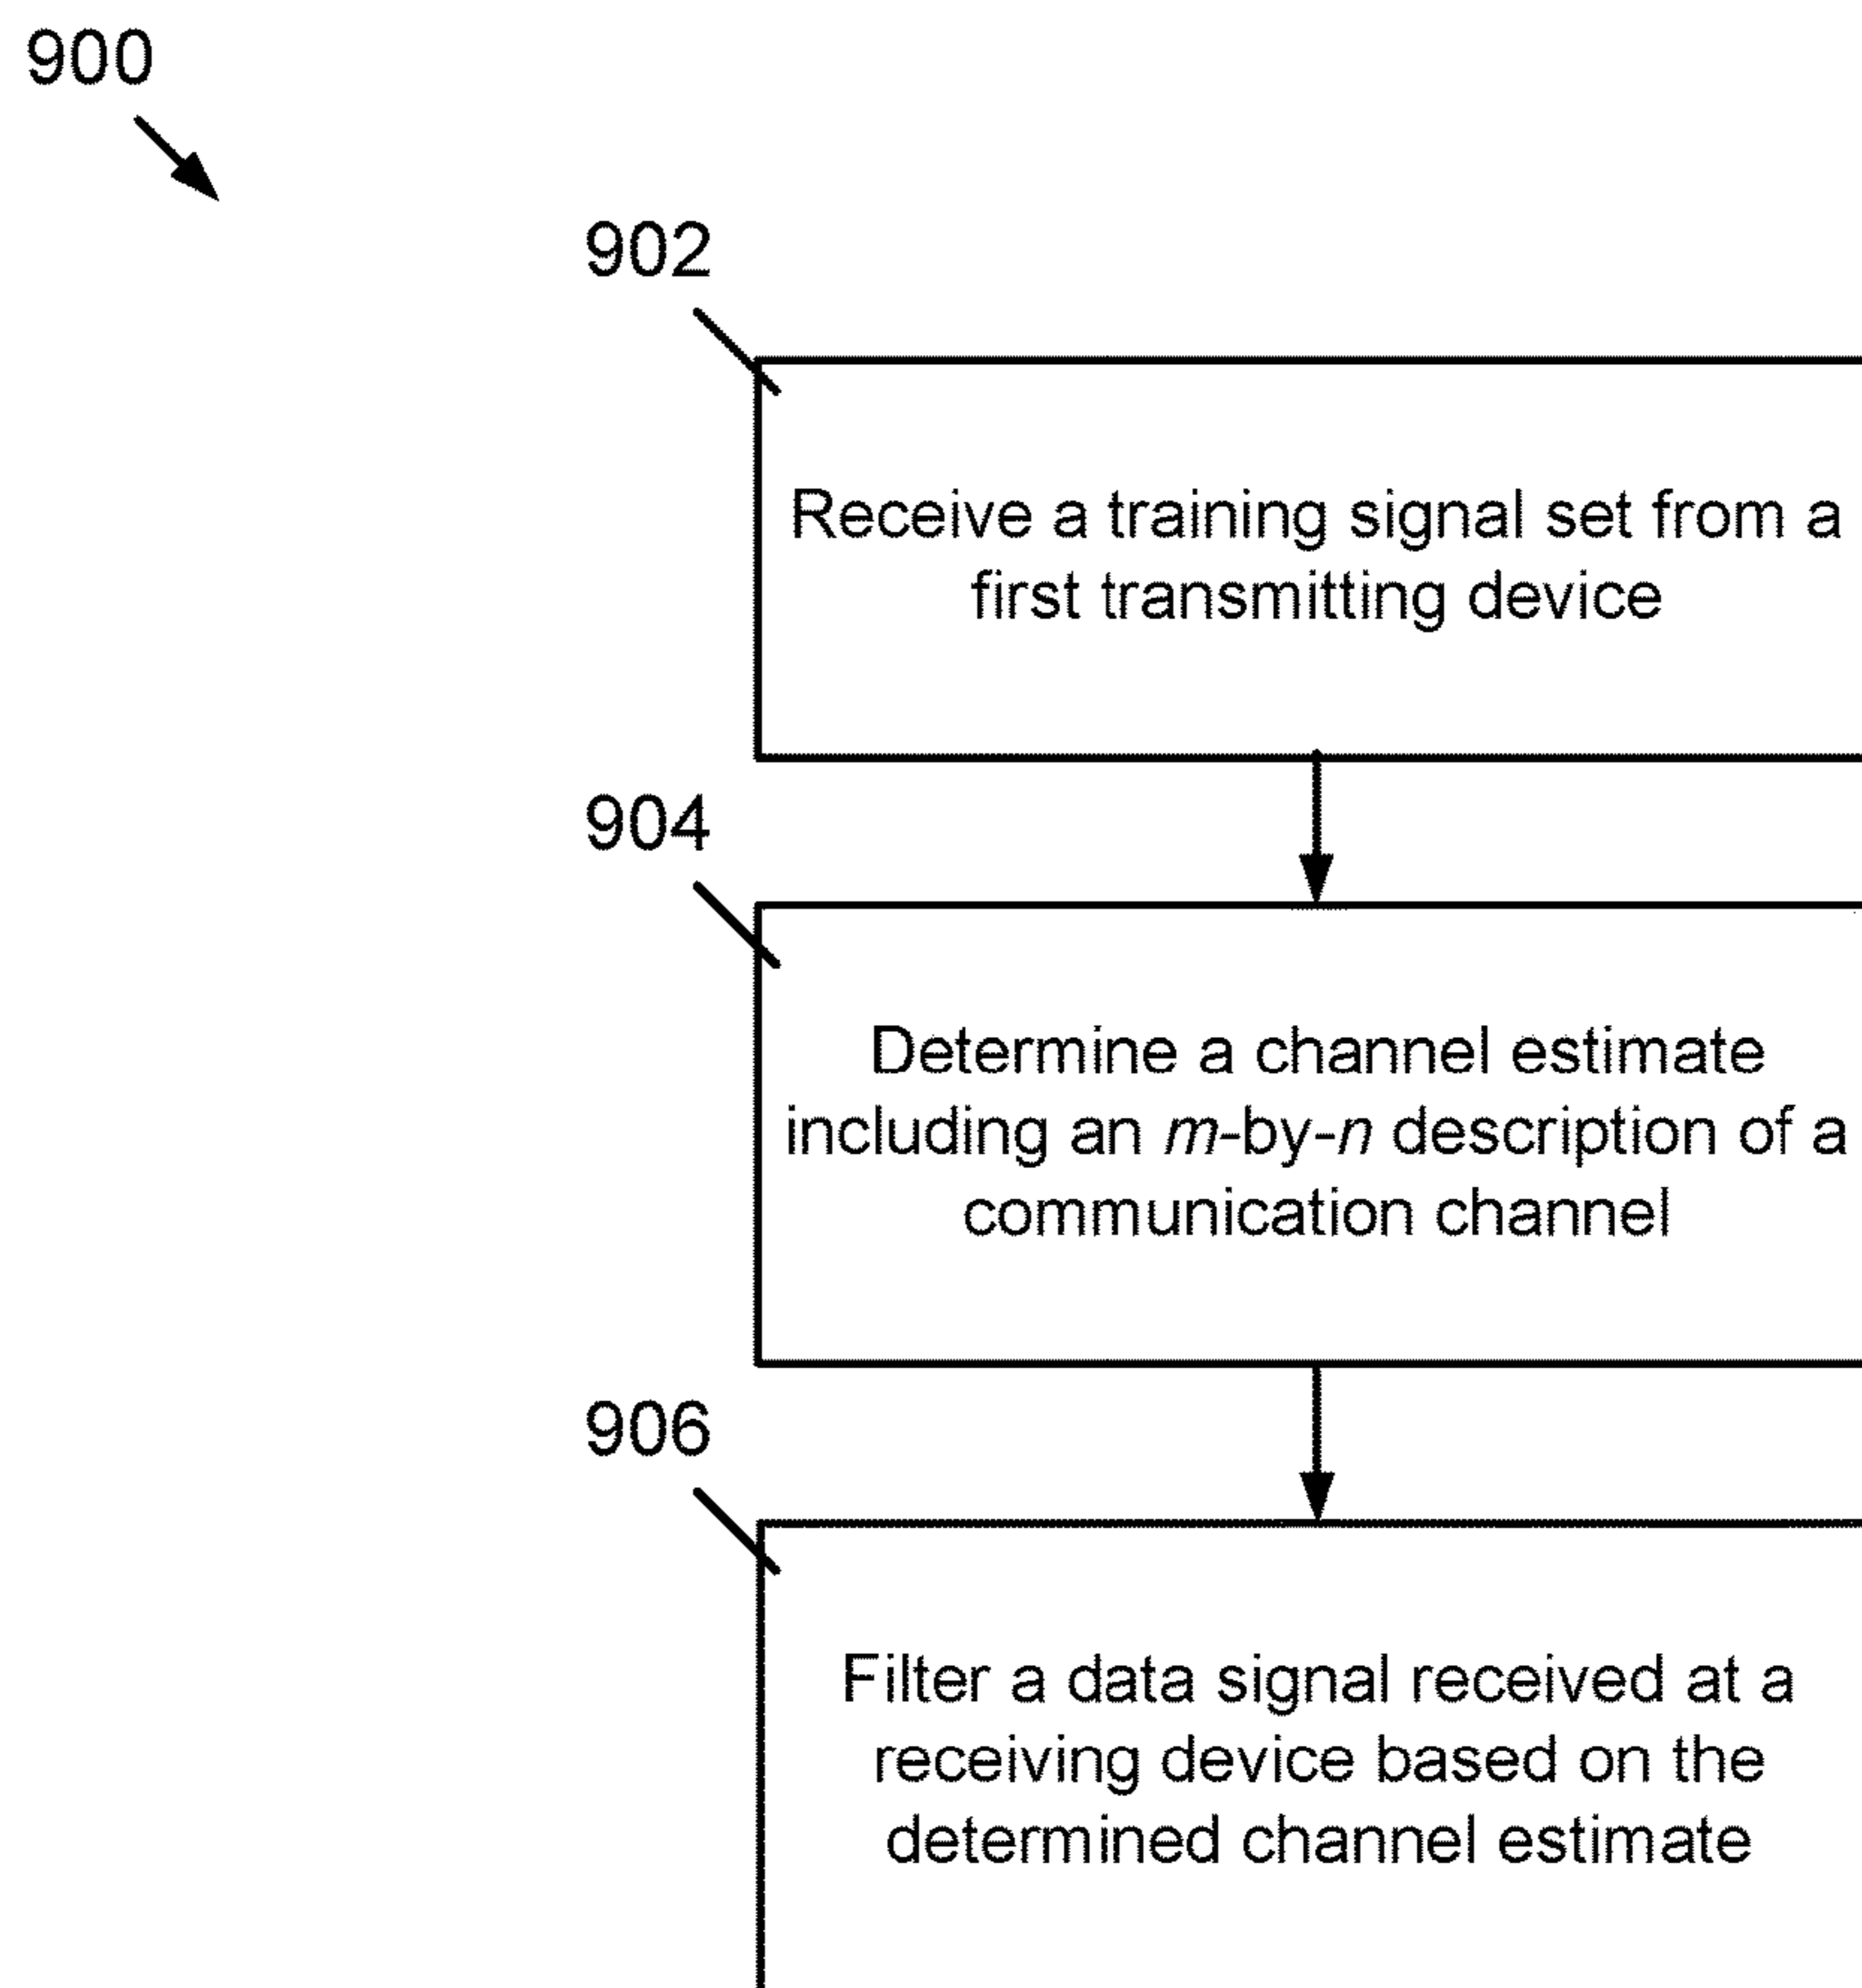 900
902
Receive a training signal set from a
first transmitting device
904
Determine a channel estimate
including an m-by-n description of a
communication channel
906
Filter a data signal received at a
receiving device based on the
determined channel estimate